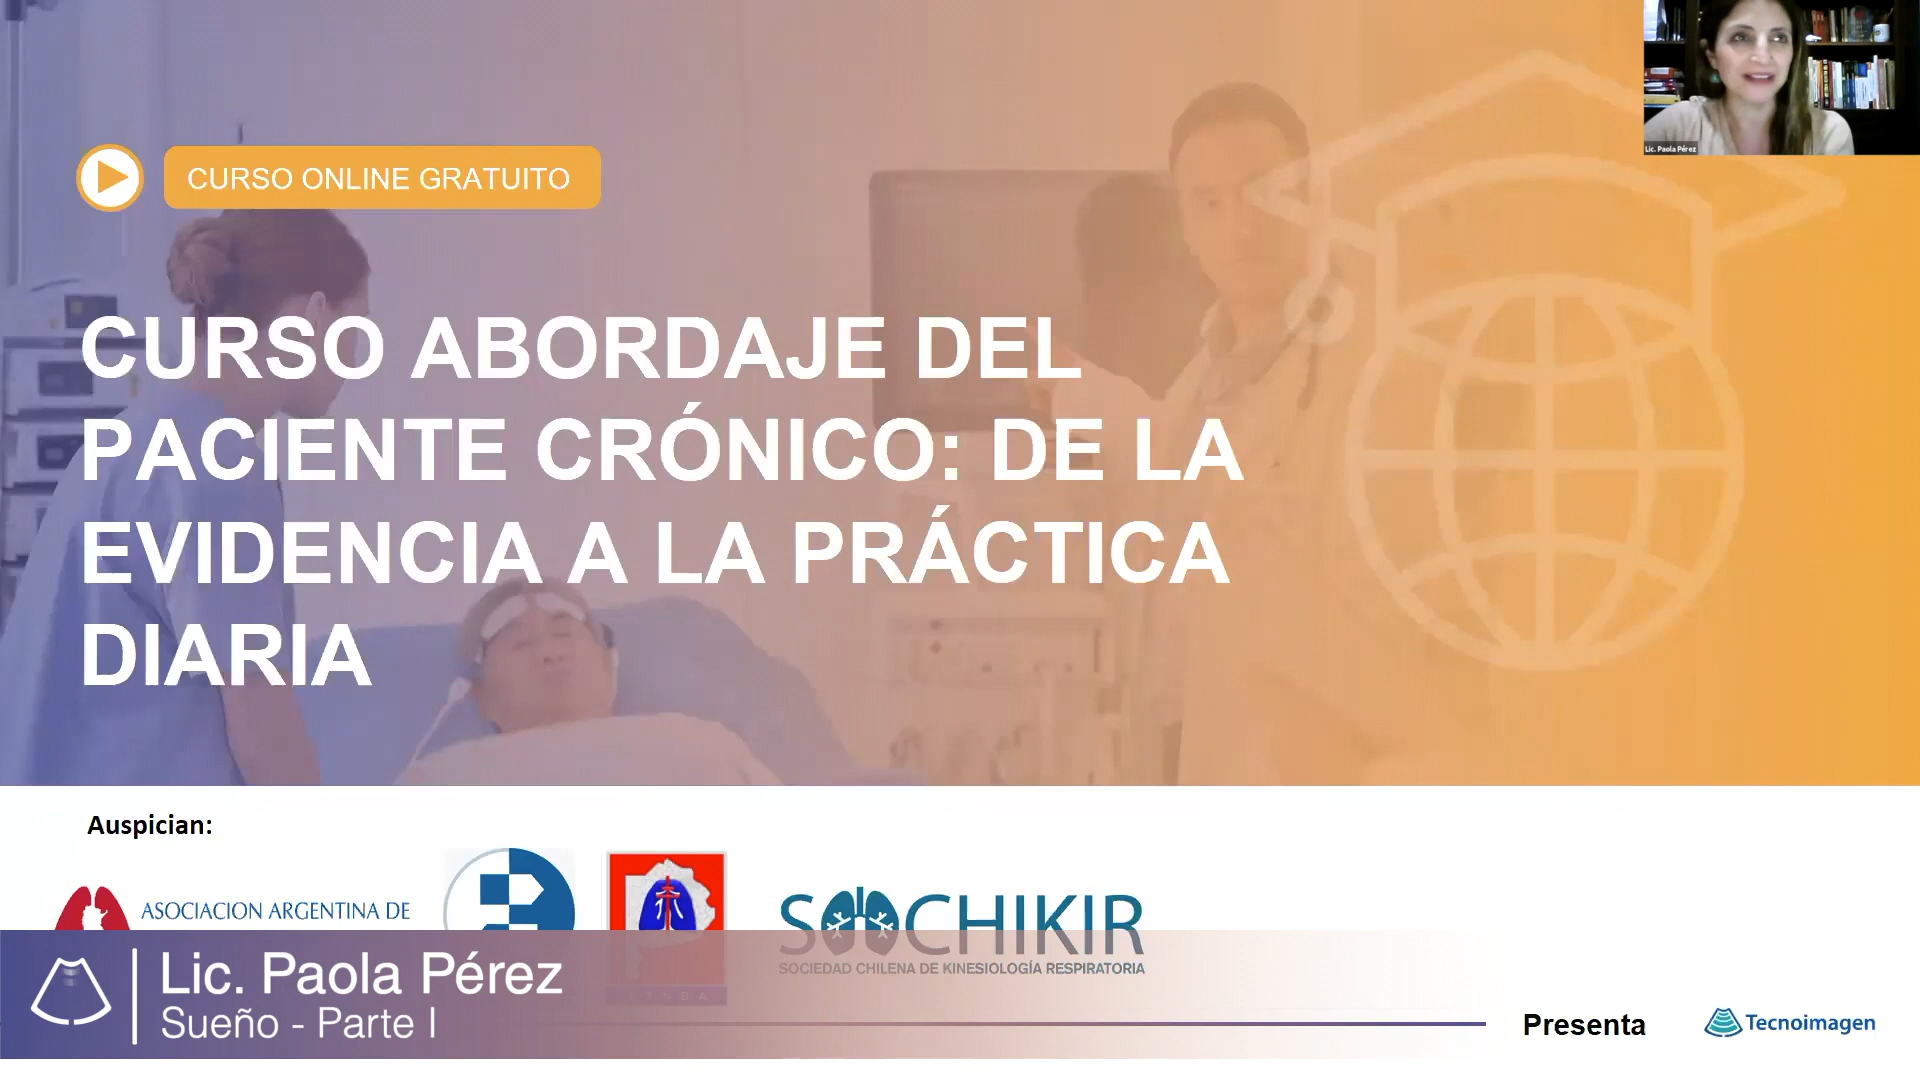 Lic. Paola Pérez
CURSO ONLINE GRATUITO
CURSO ABORDAJE DEL
PACIENTE CRÓNICO: DE LA
EVIDENCIA A LA PRÁCTICA
DIARIA
Auspician:
ASOCIACION ARGENTINA DE
SOCHIKIR
SOCIEDAD CHILENA DE KINESIOLOGÍA RESPIRATORIA
Lic. Paola Pérez
Sueño - Parte I
Presenta
Tecnoimagen